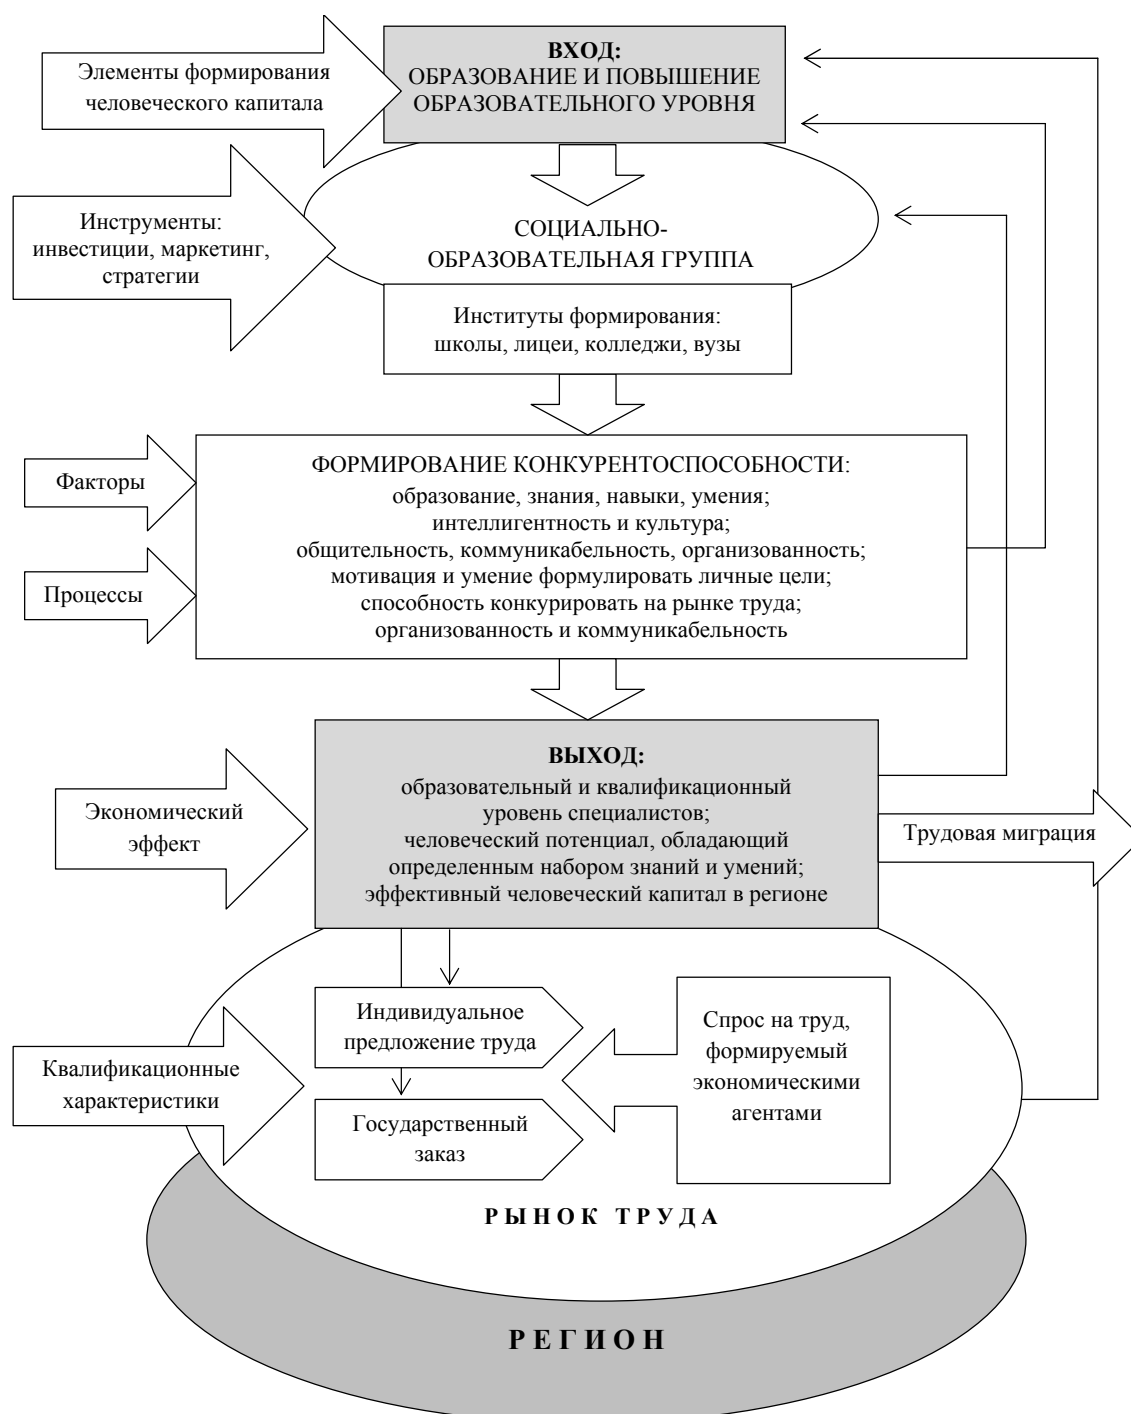 Элементы формирования
человеческого капитала
ВХОД:
ОБРАЗОВАНИЕ И ПОВЫШЕНИЕ
ОБРАЗОВАТЕЛЬНОГО УРОВНЯ
Инструменты:
инвестиции, маркетинг,
стратегии
СОЦИАЛЬНО-
ОБРАЗОВАТЕЛЬНАЯ ГРУППА
Институты формирования:
школы, лицеи, колледжи, вузы
Факторы
Процессы
ФОРМИРОВАНИЕ КОНКУРЕНТОСПОСОБНОСТИ:
образование, знания, навыки, умения;
интеллигентность и культура;
общительность, коммуникабельность, организованность;
мотивация и умение формулировать личные цели;
способность конкурировать на рынке труда;
организованность и коммуникабельность
Экономический
эффект
ВЫХОД:
образовательный и квалификационный
уровень специалистов;
человеческий потенциал, обладающий
определенным набором знаний и умений;
эффективный человеческий капитал в регионе
Трудовая миграция
Квалификационные
характеристики
Индивидуальное
предложение труда
Государственный
заказ
Спрос на труд,
формируемый
экономическими
агентами
РЫНОК ТРУДА
РЕГИОН